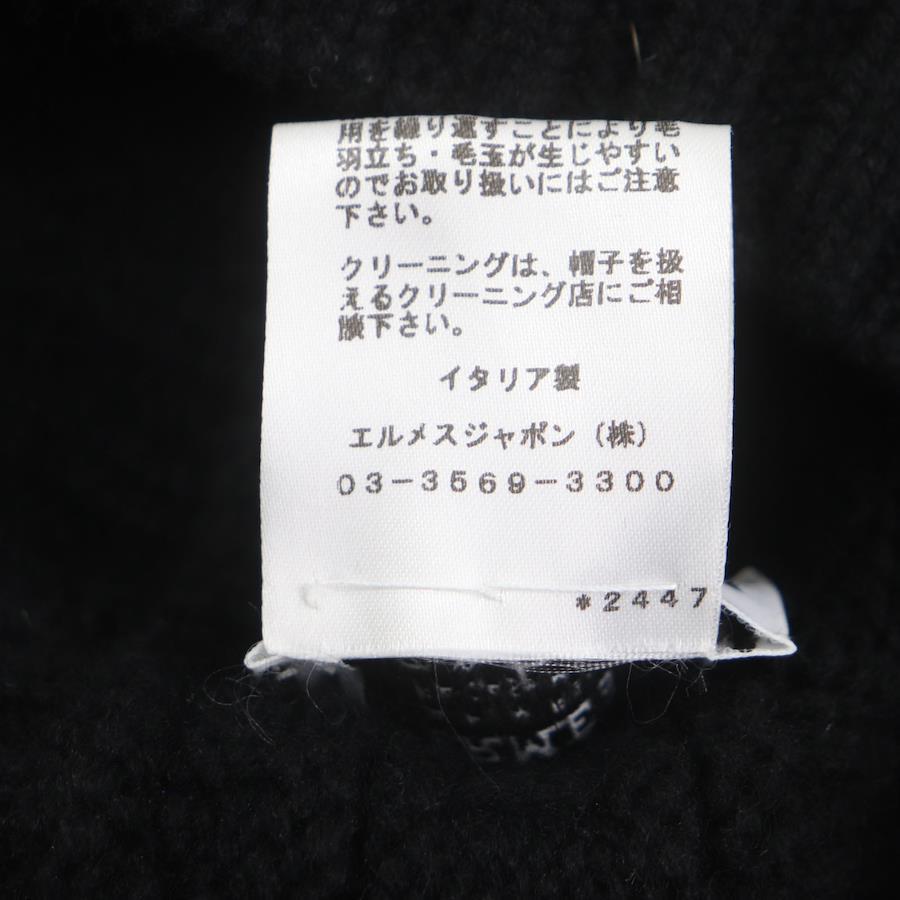 用を繰り返すことにより毛
羽立ち・毛玉が生じやすい
のでお取り扱いにはご注意
下さい。
クリーニングは、帽子を扱
えるクリーニング店にご相
談下さい。
イタリア製
エルメスジャポン(株)
03-3569-3300
*2447